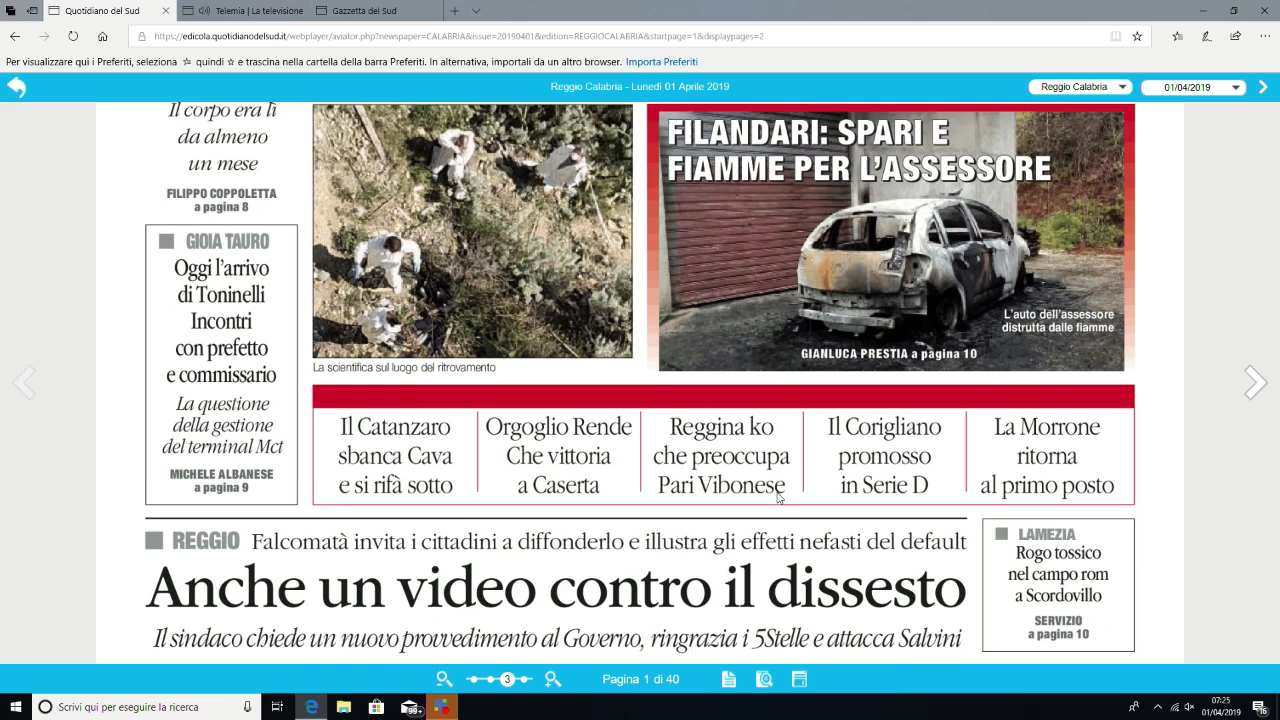 Edicola del Sud
Quotidiano del Sud
https://edicola.quotidianodelsud.it/webplayer/aviator.php?newspaper=CALABRIA&issue=20190401&edition=REGGIOCALABRIA&startpage=1&displaypages=2
Per visualizzare qui i Preferiti, seleziona ☆ quindi ☆ e trascina nella cartella della barra Preferiti. In alternativa, importali da un altro browser. Importa Preferiti
Reggio Calabria - Lunedì 01 Aprile 2019
Reggio Calabria
01/04/2019
Il corpo era lì
da almeno
un mese
FILIPPO COPPOLETTA
a pagina 8
GIOIA TAURO
Oggi l'arrivo
di Toninelli
Incontri
con prefetto
e commissario
La questione
della gestione
del terminal Mct
MICHELE ALBANESE
a pagina 9
La scientifica sul luogo del ritrovamento
FILANDARI: SPARI E
FIAMME PER L'ASSESSORE
L'auto dell'assessore
distrutta dalle fiamme
GIANLUCA PRESTIA a pagina 10
Il Catanzaro
sbanca Cava
e si rifà sotto
Orgoglio Rende
Che vittoria
a Caserta
Reggina ko
che preoccupa
Pari Vibonese
Il Corigliano
promosso
in Serie D
La Morrone
ritorna
al primo posto
REGGIO Falcomatà invita i cittadini a diffonderlo e illustra gli effetti nefasti del default
Anche un video contro il dissesto
Il sindaco chiede un nuovo provvedimento al Governo, ringrazia i 5Stelle e attacca Salvini
LAMEZIA
Rogo tossico
nel campo rom
a Scordovillo
SERVIZIO
a pagina 10
3
Pagina 1 di 40
Scrivi qui per eseguire la ricerca
99+
07:25
01/04/2019
16